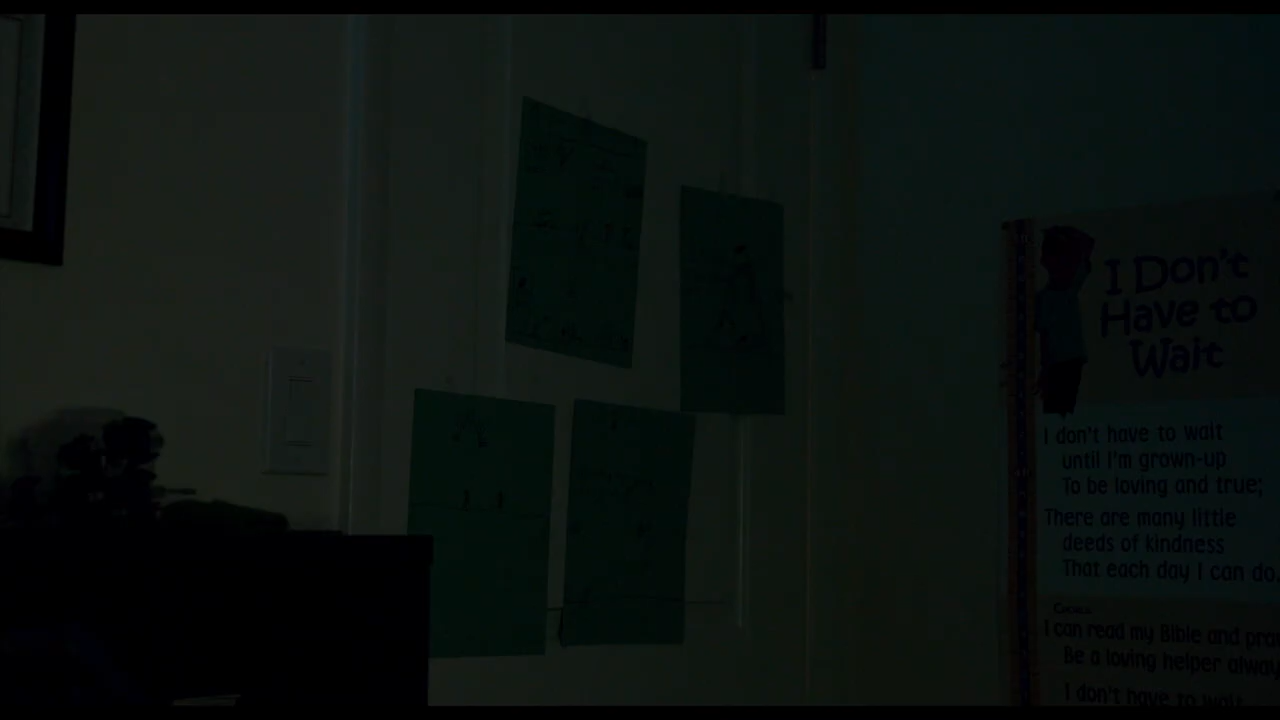 I Don't
Have to
Wait
I don't have to wait
until I'm grown-up
To be loving and true;
There are many little
deeds of kindness
That each day I can do
I can read my Bible and
Be a loving helper
I don't have to wait